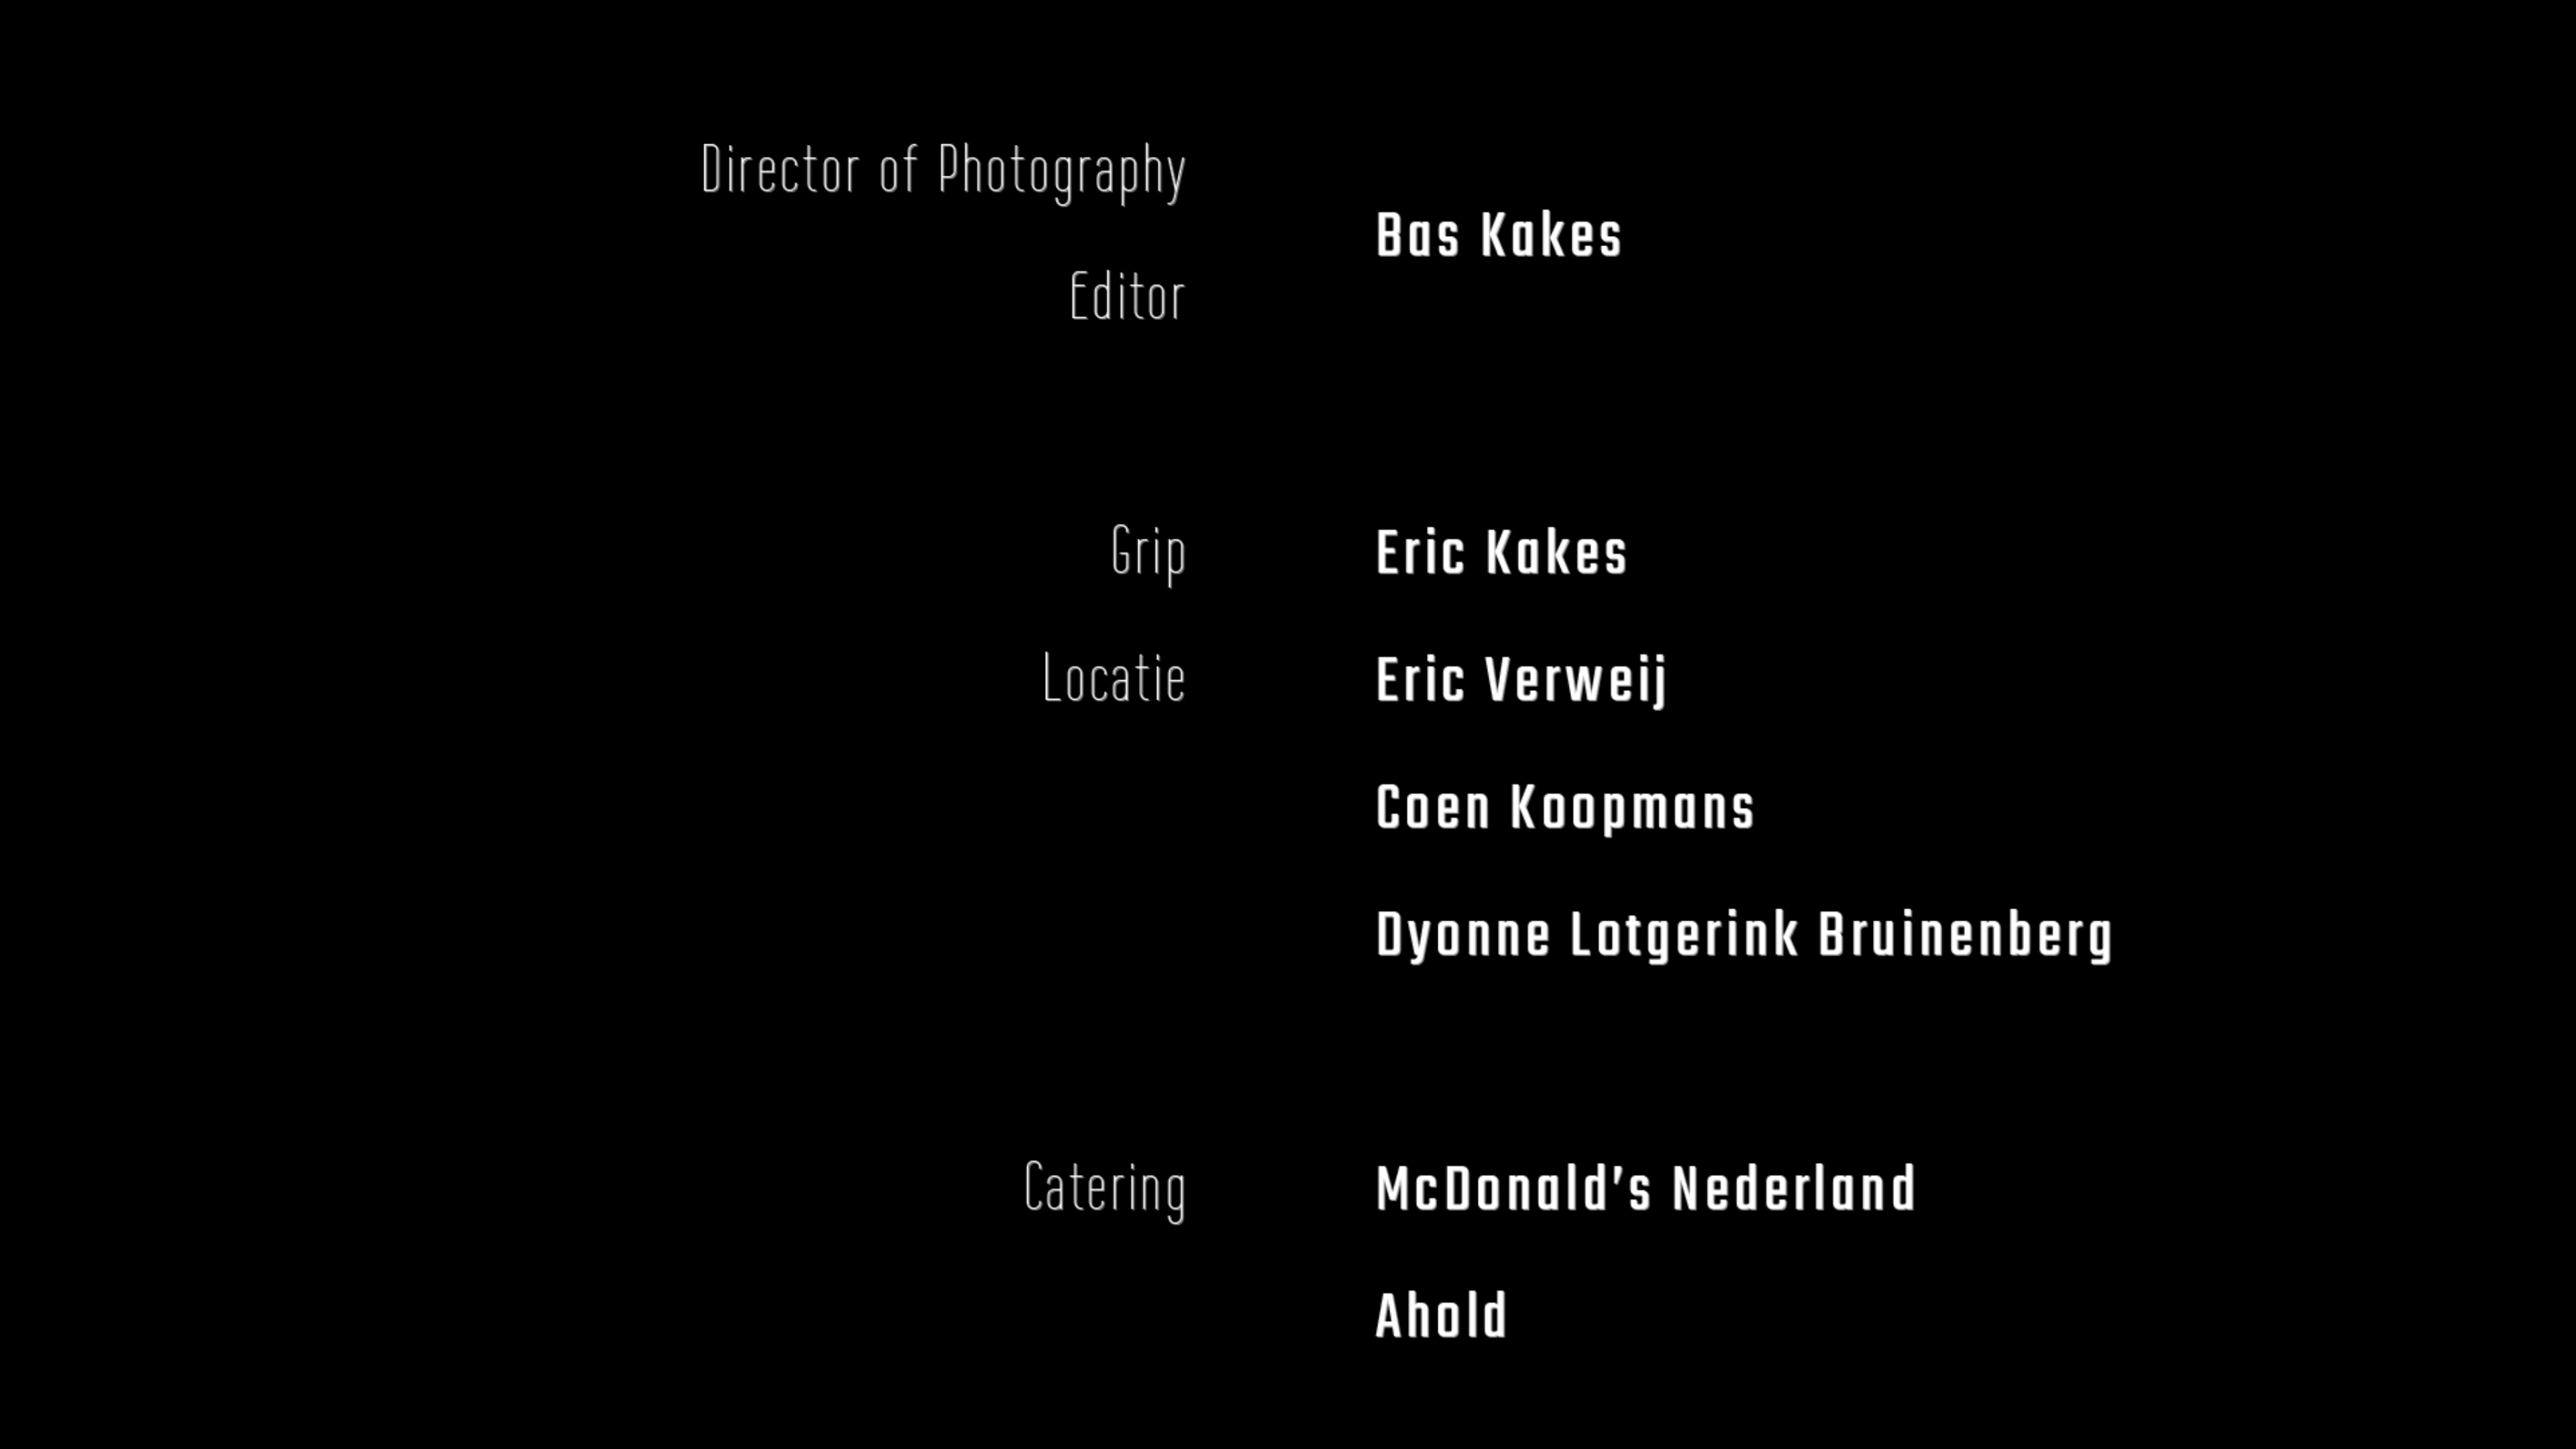 Director of Photography
Bas Kakes
Editor
Grip Eric Kakes
Locatie Eric Verweij
Coen Koopmans
Dyonne Lotgerink Bruinenberg
Catering McDonald's Nederland
Ahold